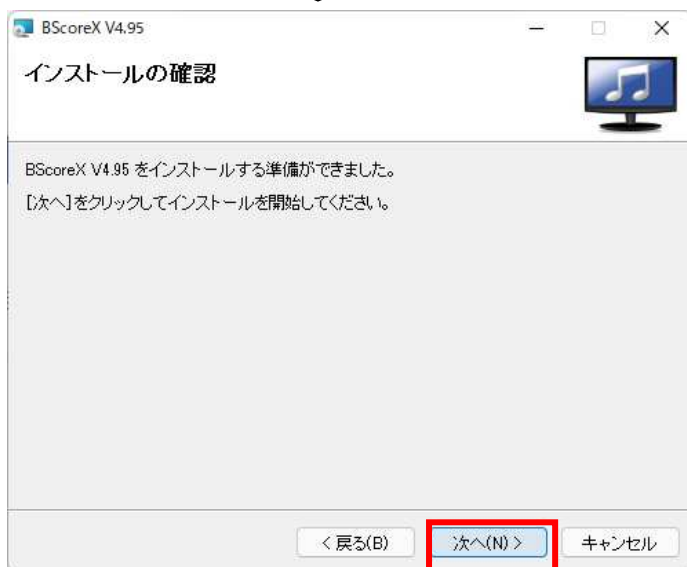 BScoreX V4.95
インストールの確認
BScoreX V4.95 をインストールする準備ができました。
[次へ]をクリックしてインストールを開始してください。
< 戻る(B)
次へ(N) >
キャンセル